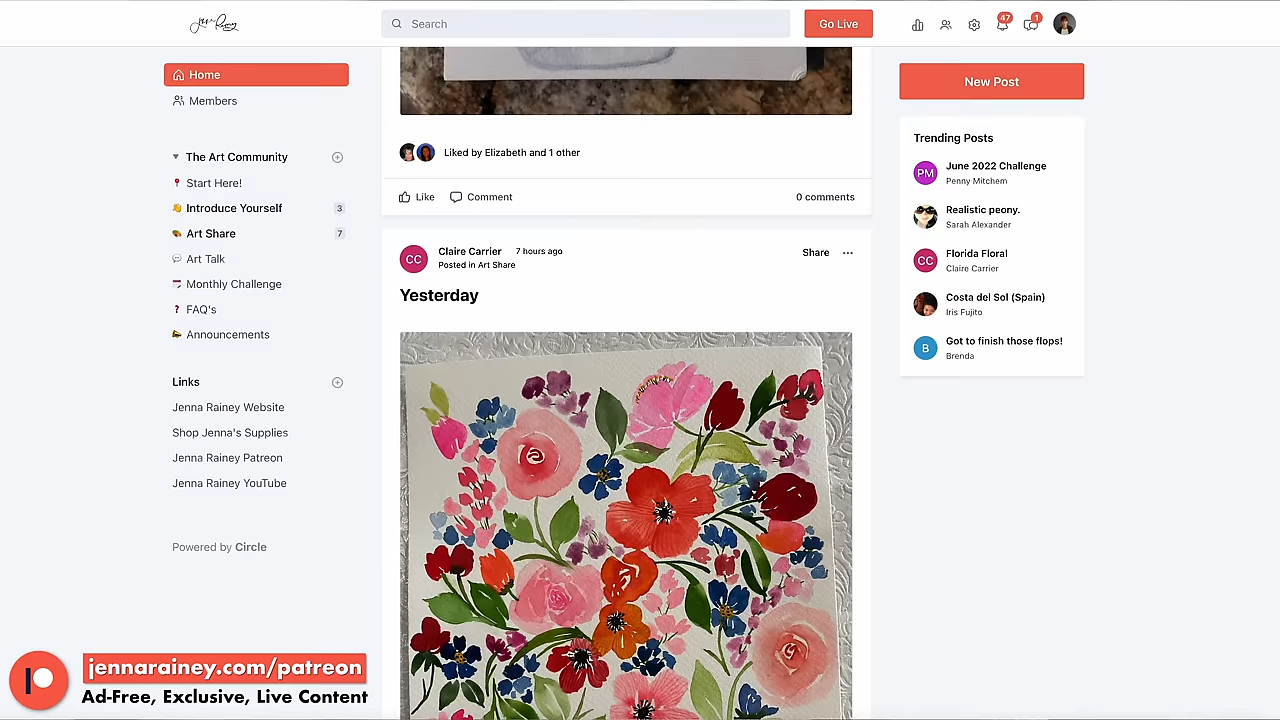 Jenna Rainey
Search
Go Live
47
1
Home
Members
The Art Community
Start Here!
Introduce Yourself
3
Art Share
7
Art Talk
Monthly Challenge
FAQ's
Announcements
Links
Jenna Rainey Website
Shop Jenna's Supplies
Jenna Rainey Patreon
Jenna Rainey YouTube
Powered by Circle
Liked by Elizabeth and 1 other
Like
Comment
0 comments
CC
Claire Carrier 7 hours ago
Posted in Art Share
Share
Yesterday
New Post
Trending Posts
PM
June 2022 Challenge
Penny Mitchem
Realistic peony.
Sarah Alexander
CC
Florida Floral
Claire Carrier
Costa del Sol (Spain)
Iris Fujito
B
Got to finish those flops!
Brenda
jennarainey.com/patreon
Ad-Free, Exclusive, Live Content